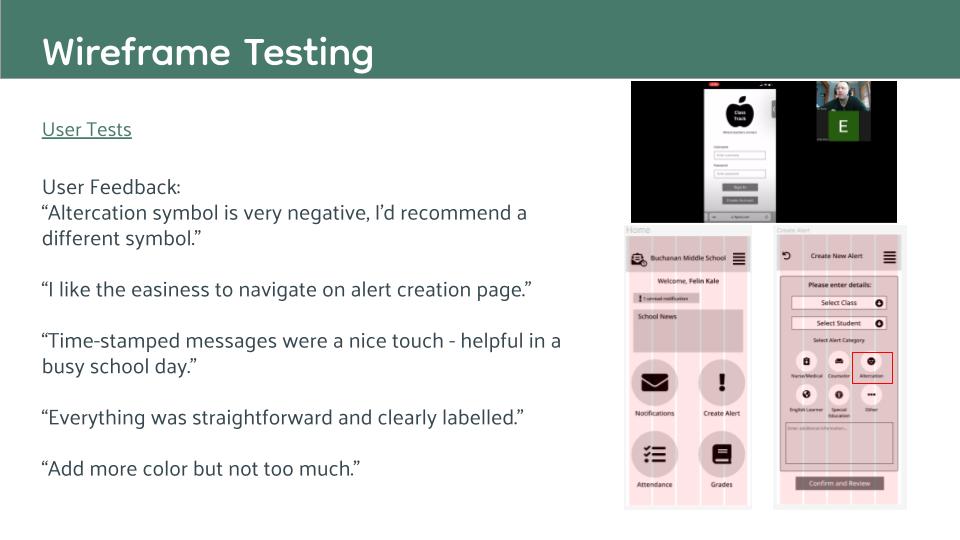 Wireframe Testing
User Tests
User Feedback:
“Altercation symbol is very negative, I’d recommend a
different symbol.”
“I like the easiness to navigate on alert creation page.”
“Time-stamped messages were a nice touch - helpful in a
busy school day.”
“Everything was straightforward and clearly labelled.”
“Add more color but not too much.”
Class
Track
Username
Enter username
Password
Enter password
Sign In
Create Account
E
Home
Buchanan Middle School
Welcome, Felin Kale
1 unread notification
School News
Notifications
Create Alert
Attendance
Grades
Create Alert
Create New Alert
Please enter details:
Select Class
Select Student
Select Alert Category
Nurse/Medical
Counselor
Altercation
English Learner
Special
Education
Other
Enter additional information...
Confirm and Review